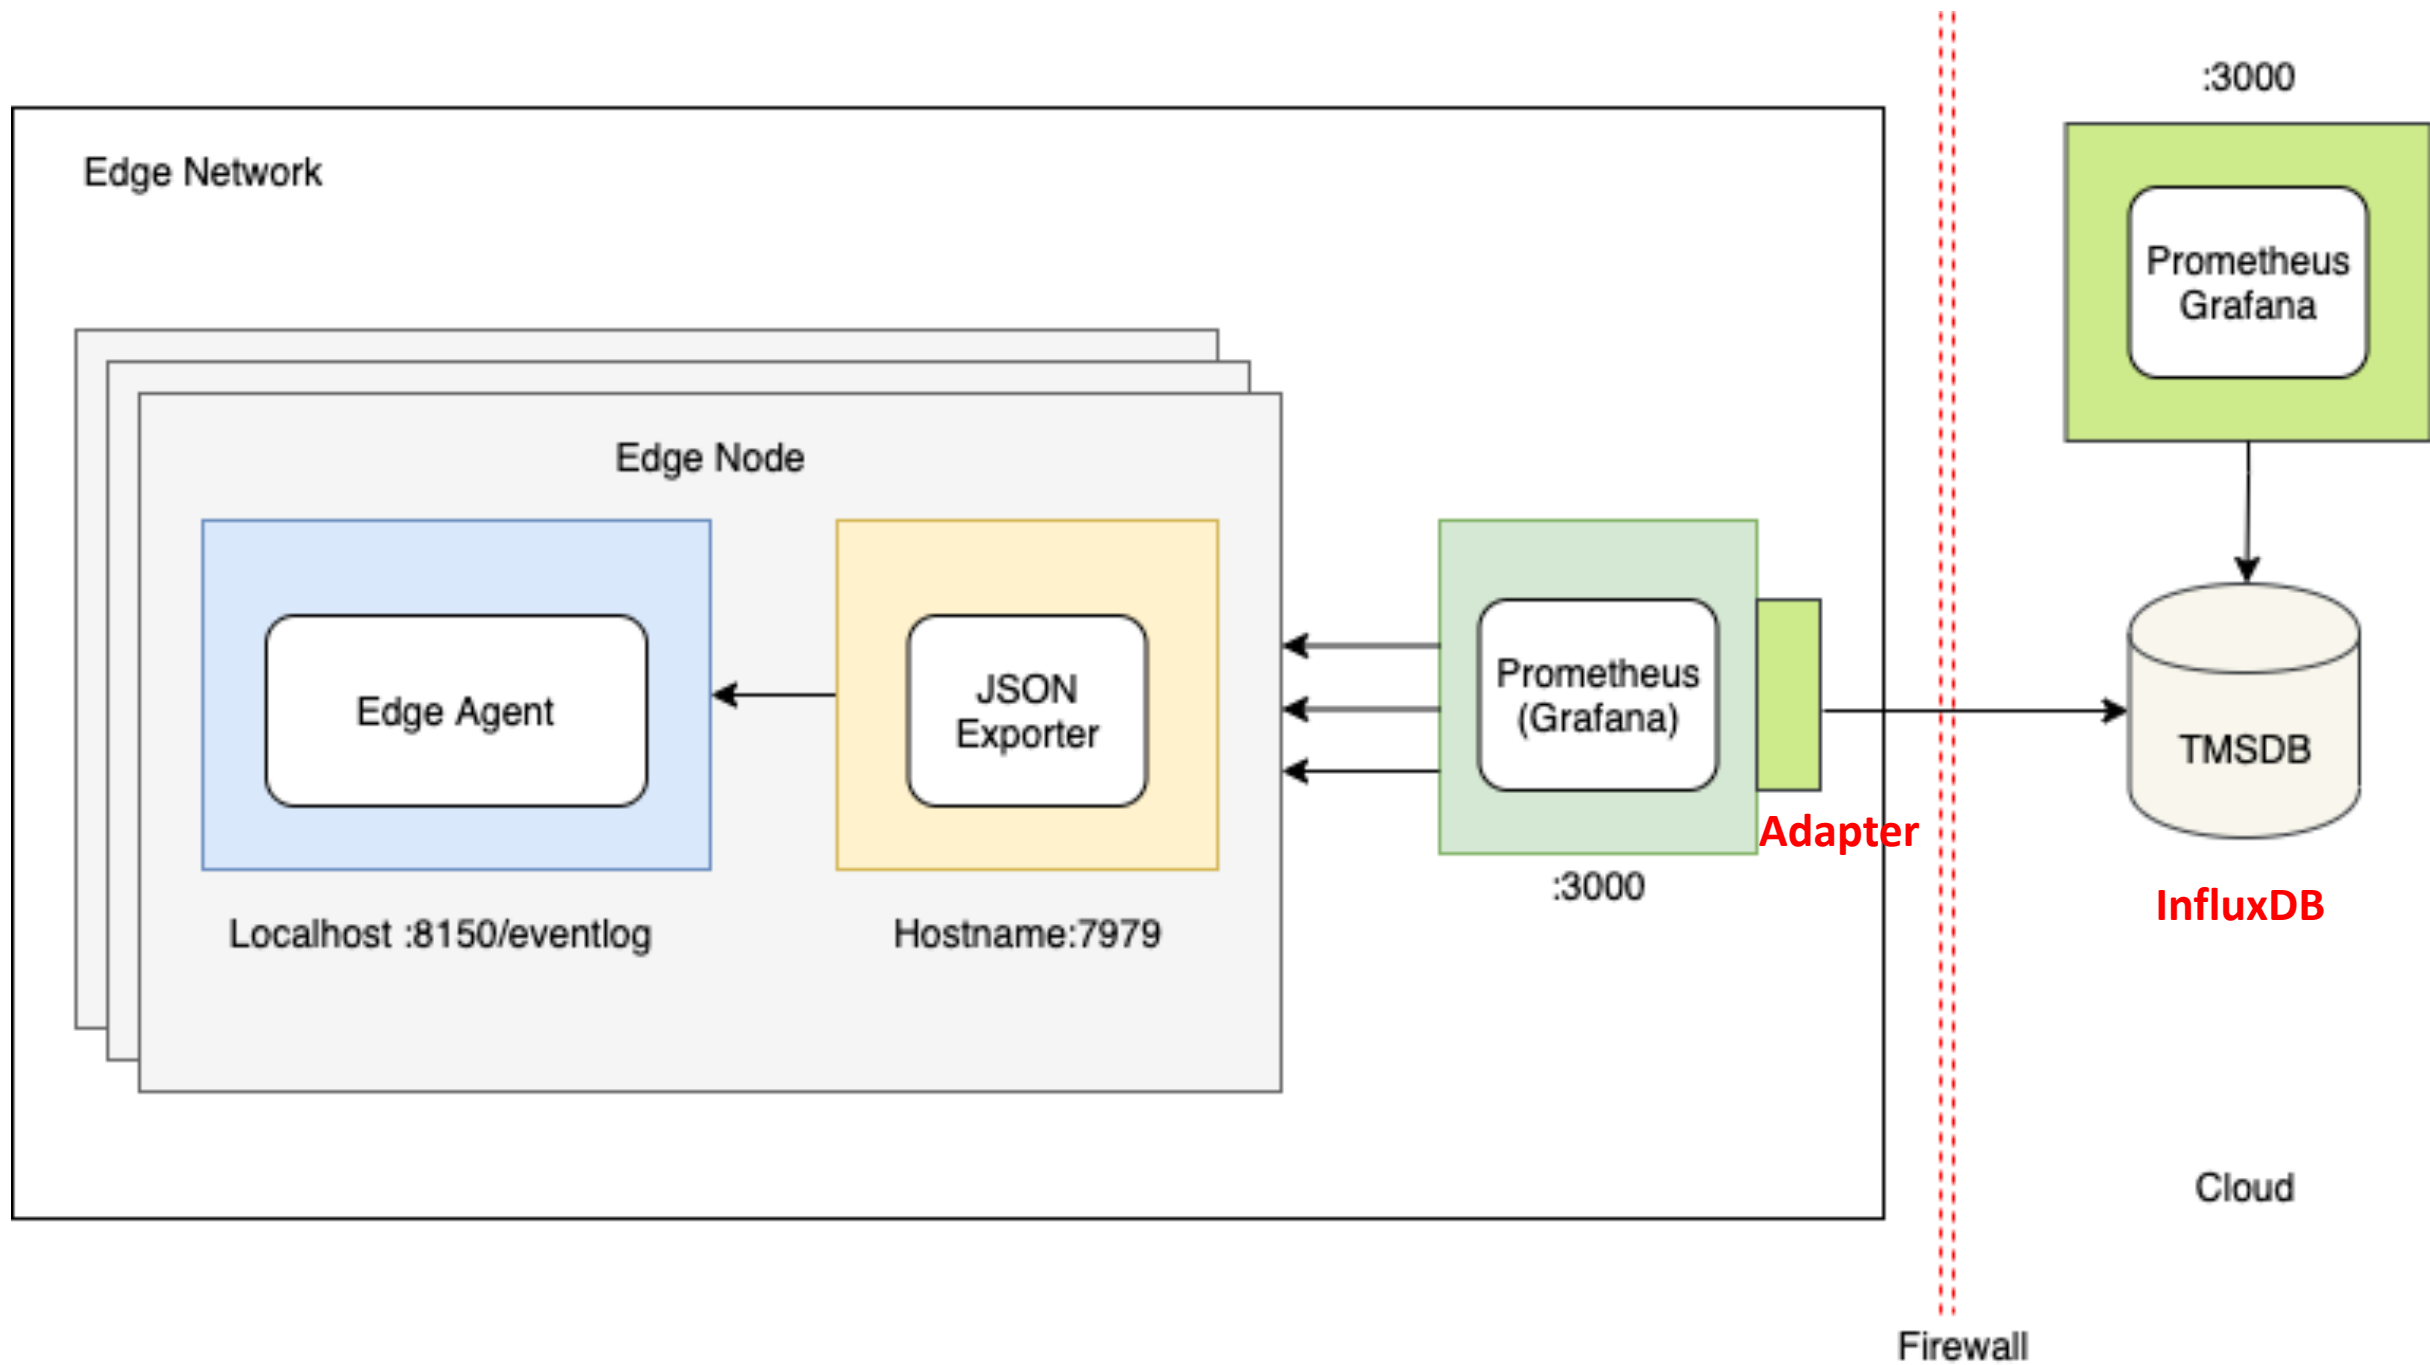 :3000
Edge Network
Prometheus
Grafana
Edge Node
Edge Agent
JSON
Exporter
Prometheus
(Grafana)
TMSDB
Adapter
:3000
InfluxDB
Localhost :8150/eventlog
Hostname:7979
Cloud
Firewall